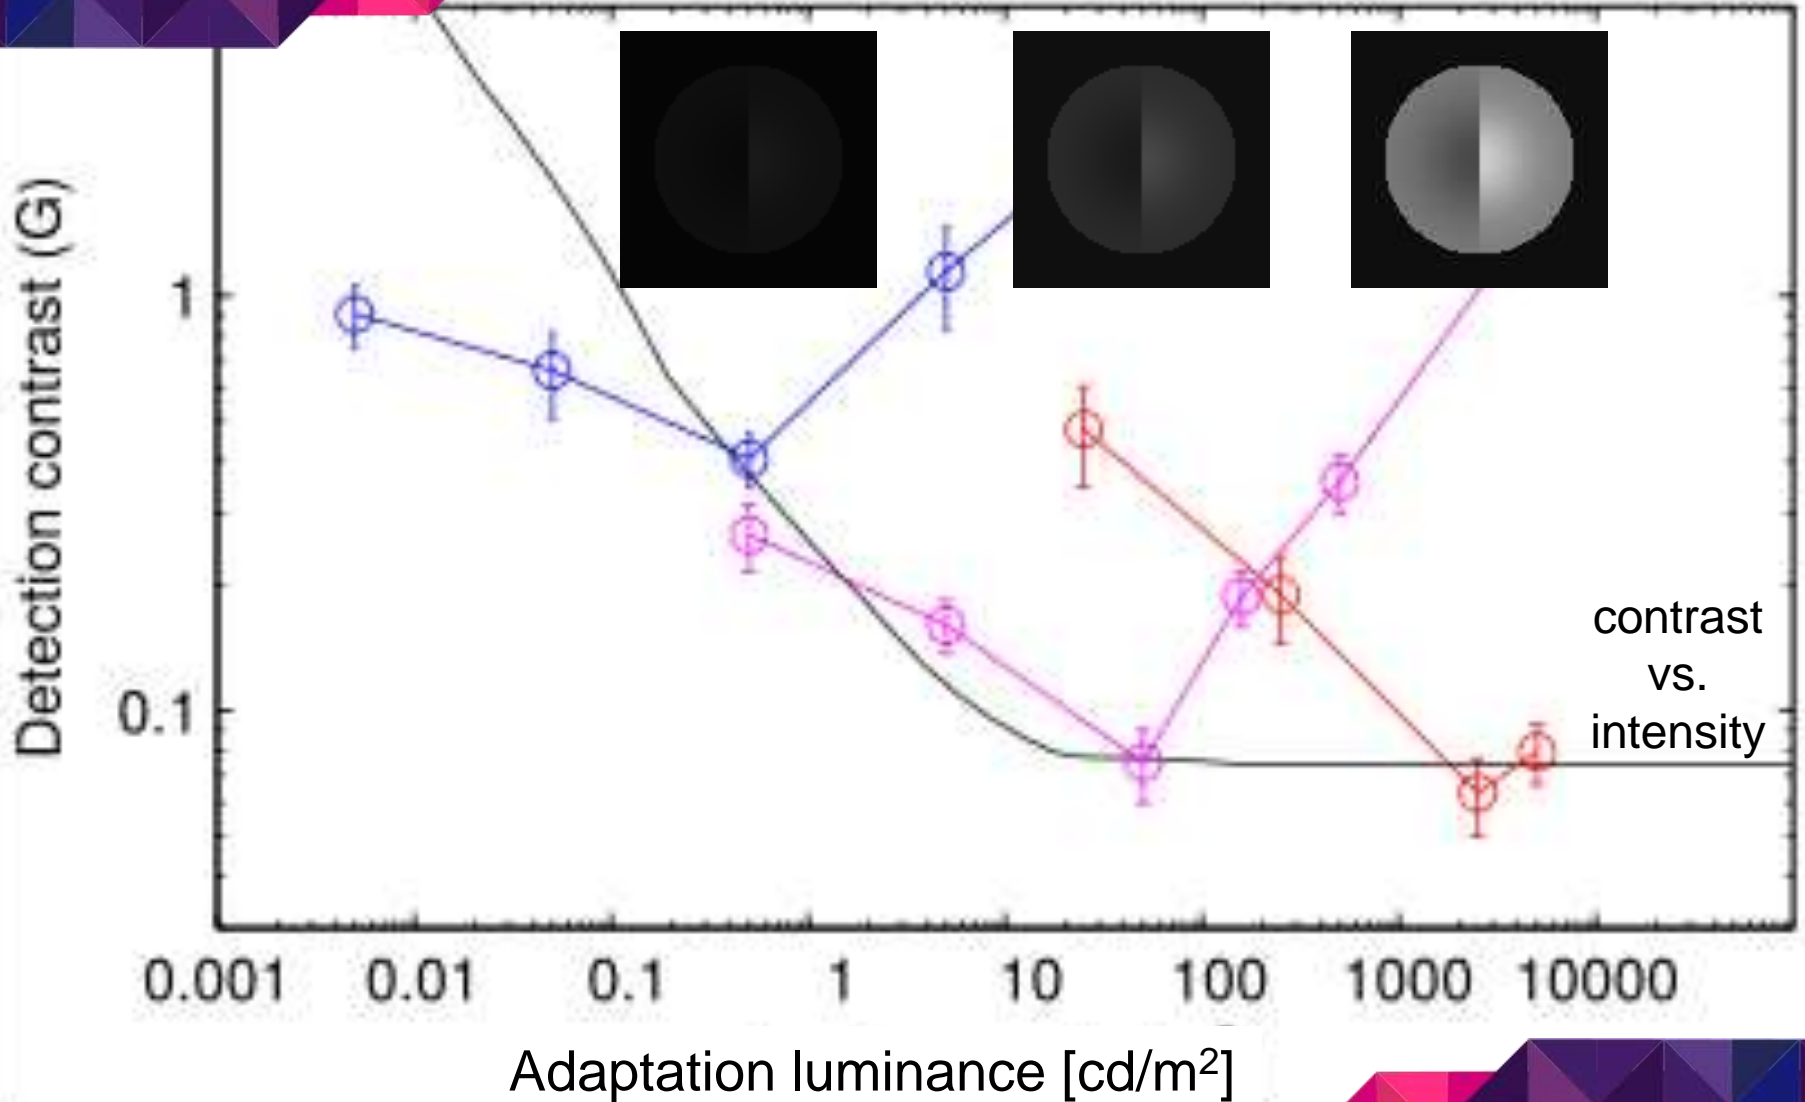 Detection contrast (G)
1
0.1
contrast
vs.
intensity
0.001 0.01 0.1 1 10 100 1000 10000
Adaptation luminance [cd/m²]